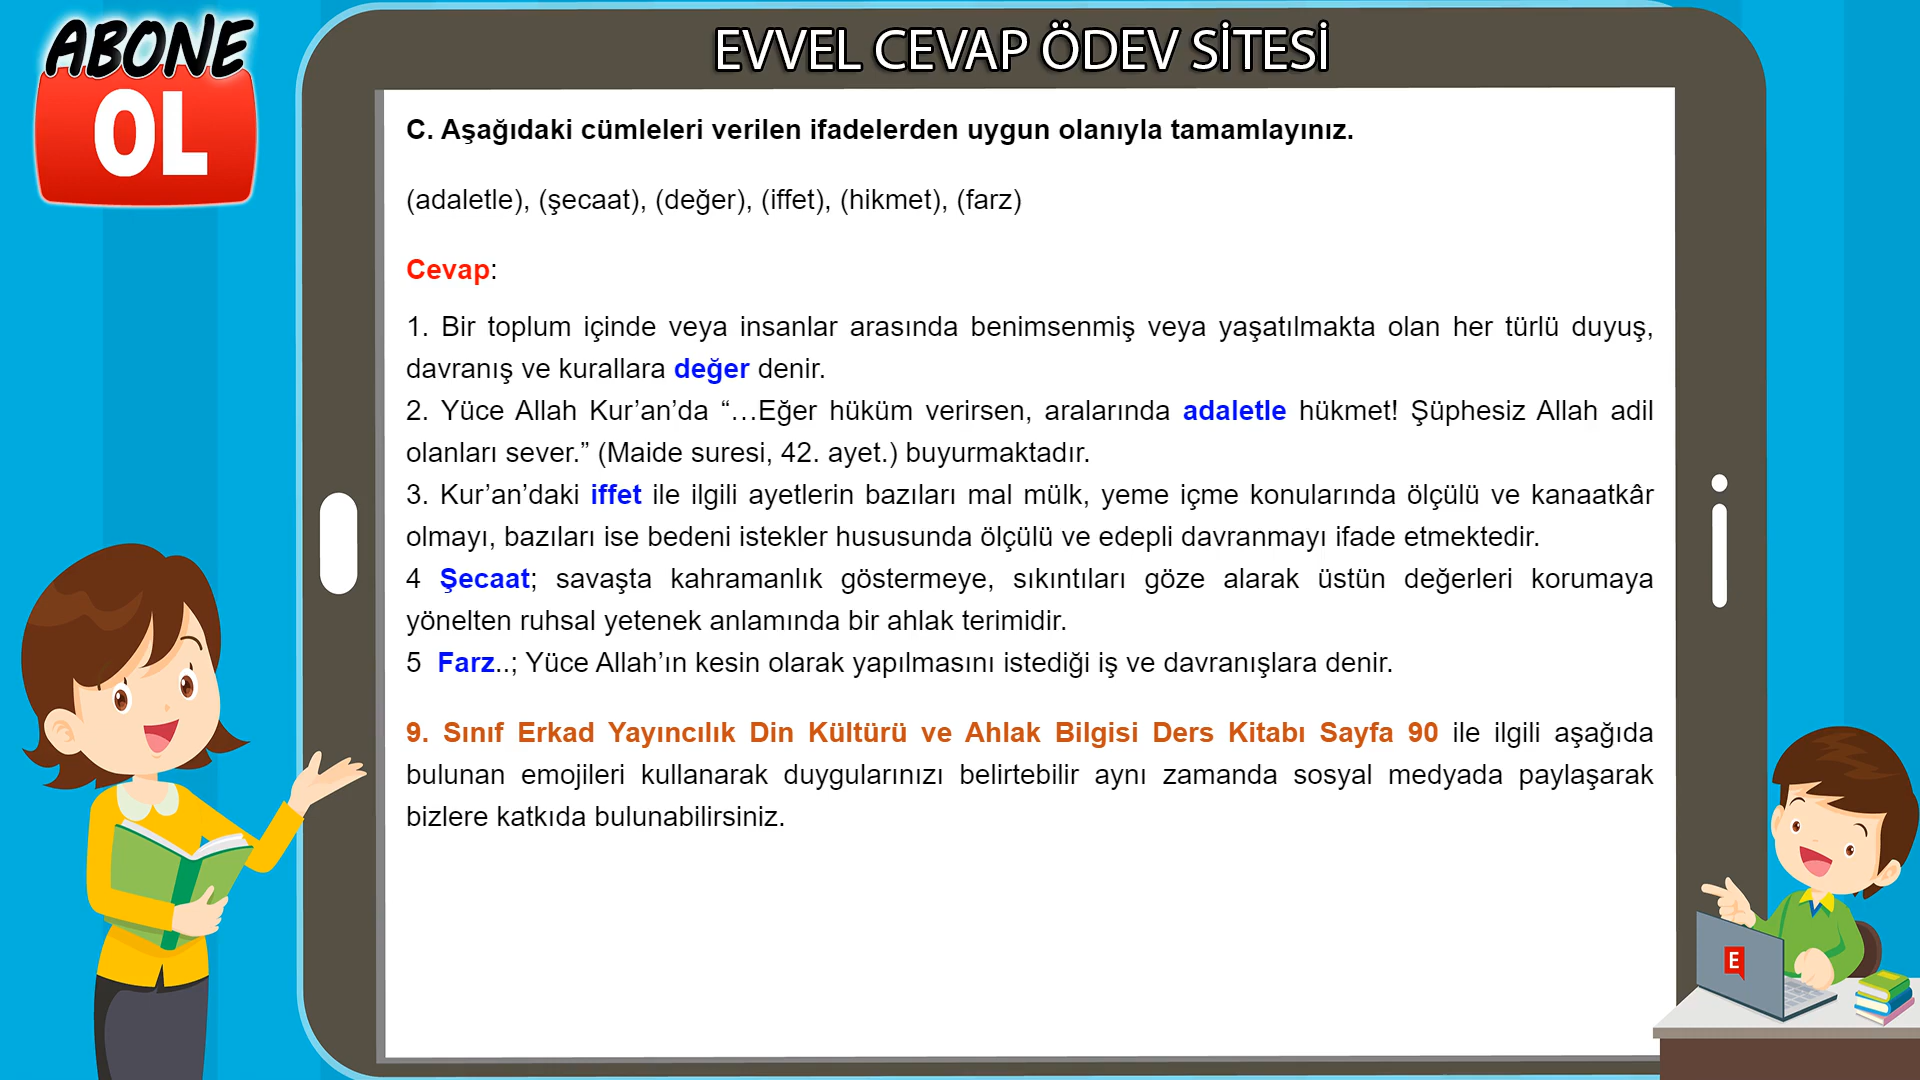 ABONE
OL
EVVEL CEVAP ÖDEV SİTESİ
C. Aşağıdaki cümleleri verilen ifadelerden uygun olanıyla tamamlayınız.
(adaletle), (şecaat), (değer), (iffet), (hikmet), (farz)
Cevap:
1. Bir toplum içinde veya insanlar arasında benimsenmiş veya yaşatılmakta olan her türlü duyuş,
davranış ve kurallara değer denir.
2. Yüce Allah Kur’an’da “…Eğer hüküm verirsen, aralarında adaletle hükmet! Şüphesiz Allah adil
olanları sever.” (Maide suresi, 42. ayet.) buyurmaktadır.
3. Kur’an’daki iffet ile ilgili ayetlerin bazıları mal mülk, yeme içme konularında ölçülü ve kanaatkâr
olmayı, bazıları ise bedeni istekler hususunda ölçülü ve edepli davranmayı ifade etmektedir.
4 Şecaat; savaşta kahramanlık göstermeye, sıkıntıları göze alarak üstün değerleri korumaya
yönelten ruhsal yetenek anlamında bir ahlak terimidir.
5 Farz..; Yüce Allah’ın kesin olarak yapılmasını istediği iş ve davranışlara denir.
9. Sınıf Erkad Yayıncılık Din Kültürü ve Ahlak Bilgisi Ders Kitabı Sayfa 90 ile ilgili aşağıda
bulunan emojileri kullanarak duygularınızı belirtebilir aynı zamanda sosyal medyada paylaşarak
bizlere katkıda bulunabilirsiniz.
E